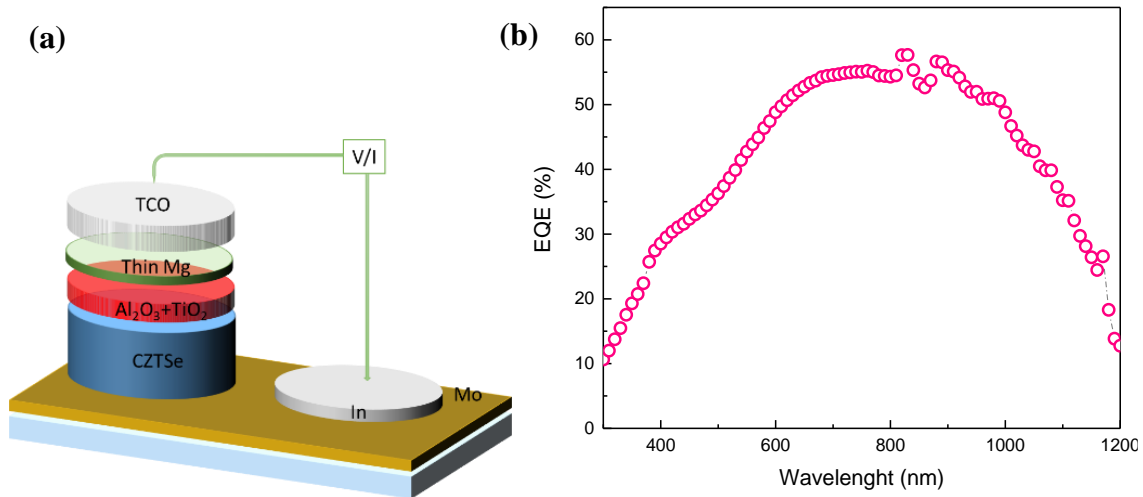 (a)
V/I
TCO
Thin Mg
Al₂O₃+TiO₂
CZTSe
In
Mo
(b)
EQE (%)
60
50
40
30
20
10
0
400 600 800 1000 1200
Wavelenght (nm)